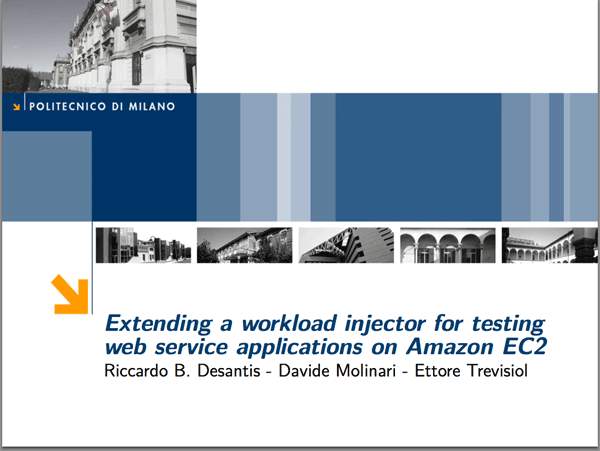 POLITECNICO DI MILANO
Extending a workload injector for testing
web service applications on Amazon EC2
Riccardo B. Desantis - Davide Molinari - Ettore Trevisiol